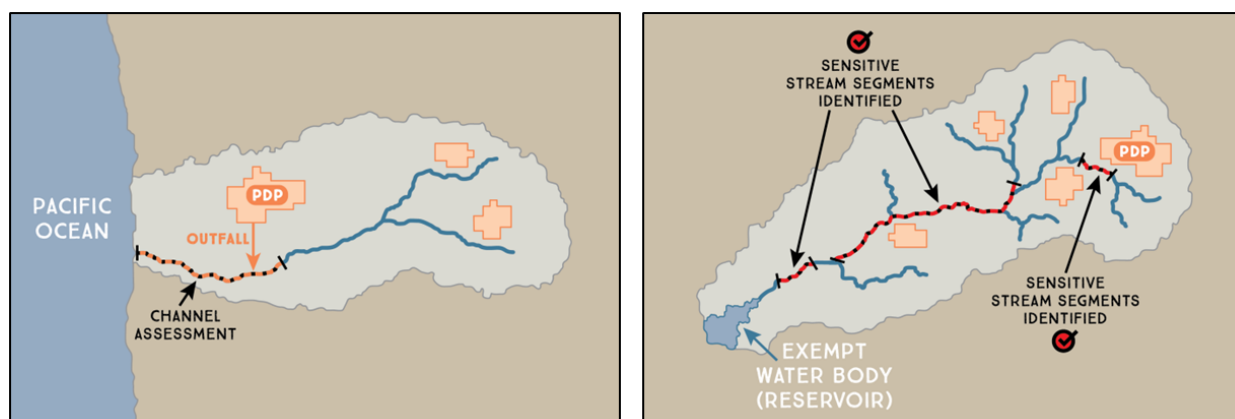 PACIFIC
OCEAN
PDP
OUTFALL
CHANNEL
ASSESSMENT
SENSITIVE
STREAM SEGMENTS
IDENTIFIED
PDP
SENSITIVE
STREAM SEGMENTS
IDENTIFIED
EXEMPT
WATER BODY
(RESERVOIR)